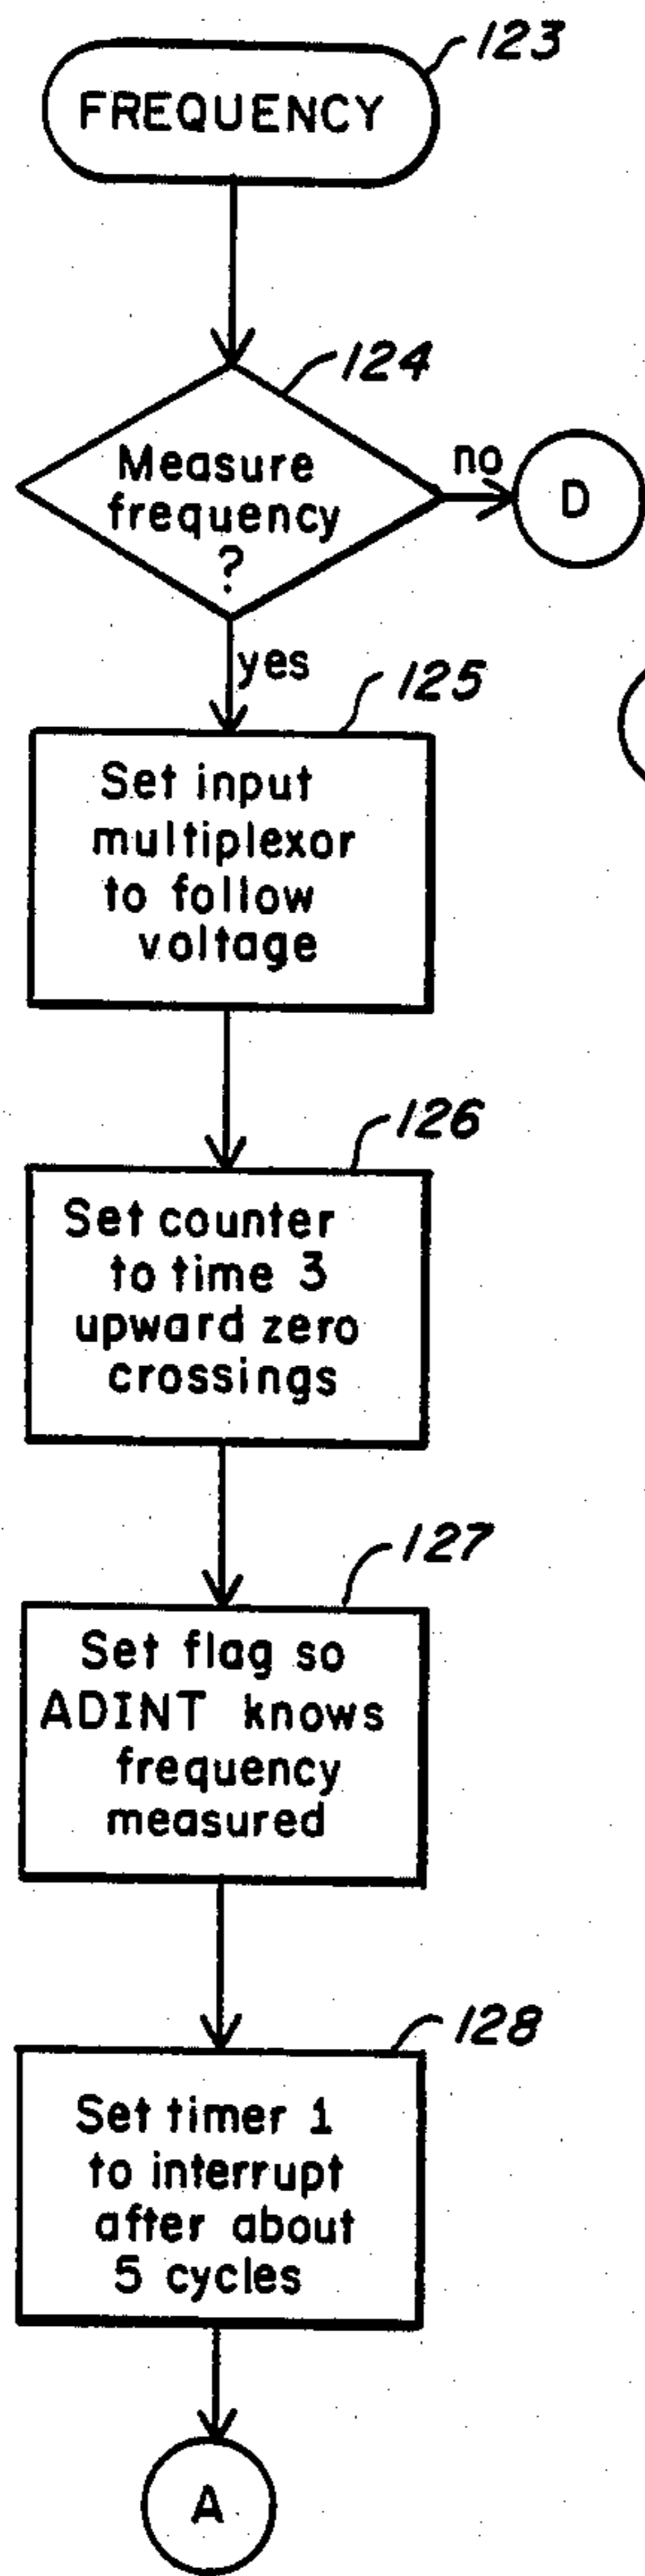 123
FREQUENCY
124
Measure
frequency
?
no
D
yes
125
Set input
multiplexor
to follow
voltage
126
Set counter
to time 3
upward zero
crossings
127
Set flag so
ADINT knows
frequency
measured
128
Set timer 1
to interrupt
after about
5 cycles
A